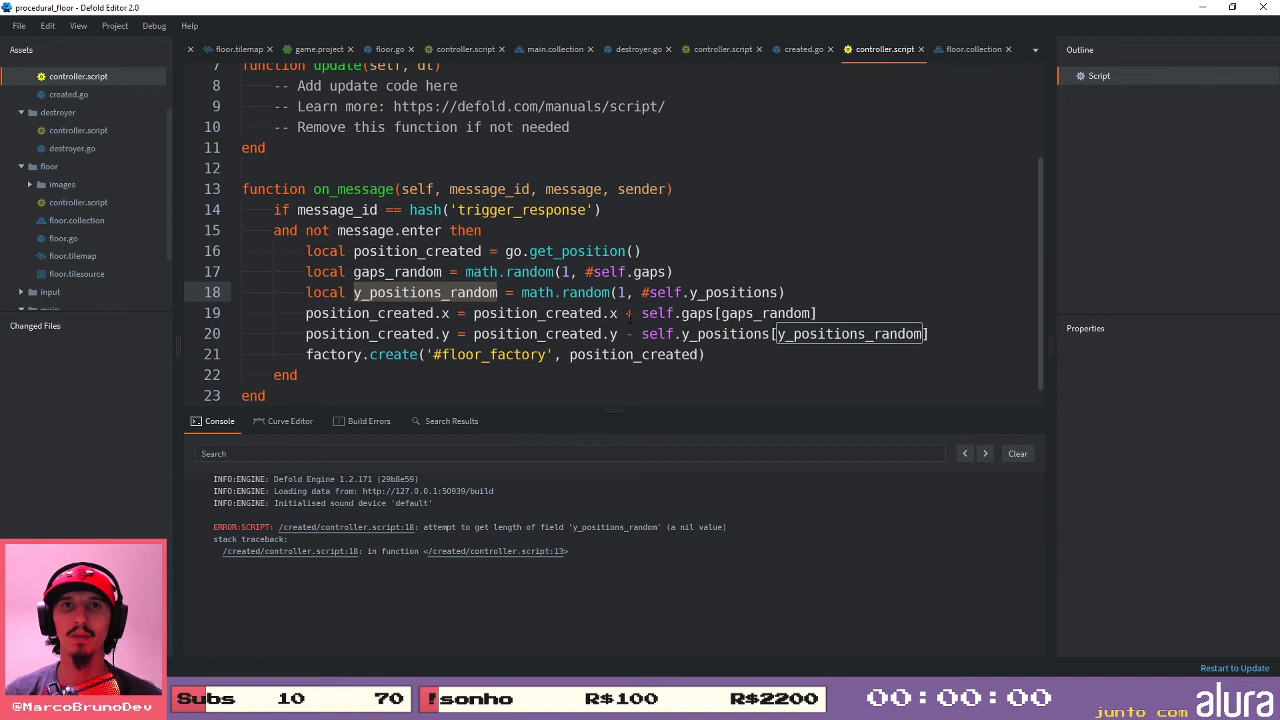 procedural_floor - Defold Editor 2.0
File Edit View Project Debug Help
Assets
floor.tilemap game.project floor.go controller.script main.collection destroyer.go controller.script created.go controller.script floor.collection
Outline
controller.script
created.go
destroyer
controller.script
destroyer.go
floor
images
controller.script
floor.collection
floor.go
floor.tilemap
floor.tilesource
input
main
Changed Files
7 function update(self, dt)
8 -- Add update code here
9 -- Learn more: https://defold.com/manuals/script/
10 -- Remove this function if not needed
11 end
12
13 function on_message(self, message_id, message, sender)
14 if message_id == hash('trigger_response')
15 and not message.enter then
16 local position_created = go.get_position()
17 local gaps_random = math.random(1, #self.gaps)
18 local y_positions_random = math.random(1, #self.y_positions)
19 position_created.x = position_created.x + self.gaps[gaps_random]
20 position_created.y = position_created.y - self.y_positions[y_positions_random]
21 factory.create('#floor_factory', position_created)
22 end
23 end
Script
Properties
Console Curve Editor Build Errors Search Results
Search
Clear
INFO:ENGINE: Defold Engine 1.2.171 (29b8e59)
INFO:ENGINE: Loading data from: http://127.0.0.1:50939/build
INFO:ENGINE: Initialised sound device 'default'
ERROR:SCRIPT: /created/controller.script:18: attempt to get length of field 'y_positions_random' (a nil value)
stack traceback:
/created/controller.script:18: in function </created/controller.script:13>
Restart to Update
@MarcoBrunoDev
Subs 10 70
!sonho R$100 R$2200
00:00:00
junto com alura